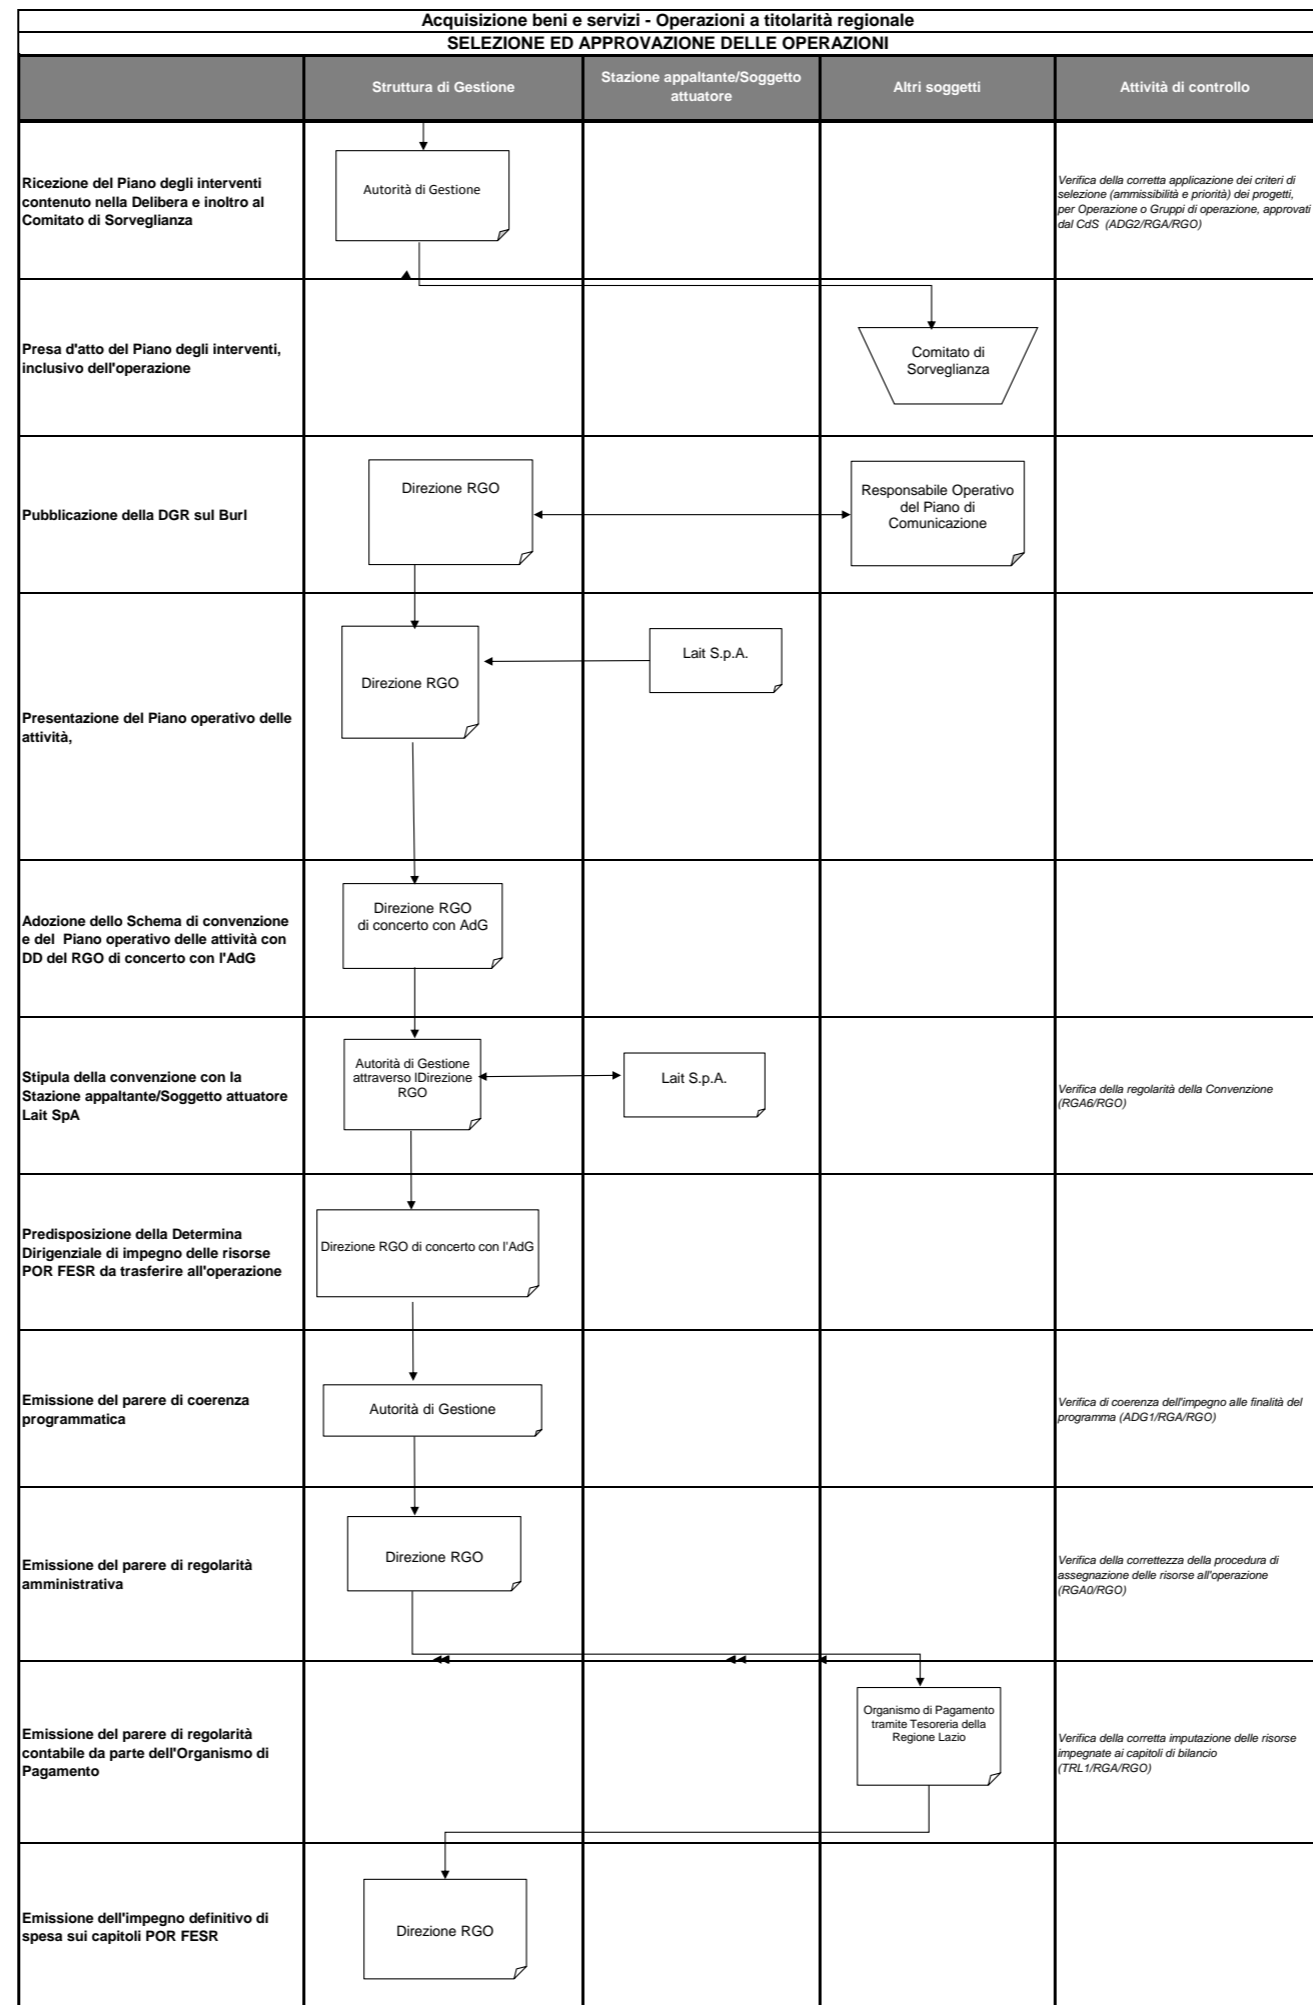 Acquisizione beni e servizi - Operazioni a titolarità regionale
SELEZIONE ED APPROVAZIONE DELLE OPERAZIONI
Struttura di Gestione
Stazione appaltante/Soggetto
attuatore
Altri soggetti
Attività di controllo
Ricezione del Piano degli interventi
contenuto nella Delibera e inoltro al
Comitato di Sorveglianza
Autorità di Gestione
Verifica della corretta applicazione dei criteri di
selezione (ammissibilità e priorità) dei progetti,
per Operazione o Gruppi di operazione, approvati
dal CdS (ADG2/RGA/RGO)
Presa d'atto del Piano degli interventi,
inclusivo dell'operazione
Comitato di
Sorveglianza
Pubblicazione della DGR sul Burl
Direzione RGO
Responsabile Operativo
del Piano di
Comunicazione
Presentazione del Piano operativo delle
attività,
Direzione RGO
Lait S.p.A.
Adozione dello Schema di convenzione
e del Piano operativo delle attività con
DD del RGO di concerto con l'AdG
Direzione RGO
di concerto con AdG
Stipula della convenzione con la
Stazione appaltante/Soggetto attuatore
Lait SpA
Autorità di Gestione
attraverso lDirezione
RGO
Lait S.p.A.
Verifica della regolarità della Convenzione
(RGA6/RGO)
Predisposizione della Determina
Dirigenziale di impegno delle risorse
POR FESR da trasferire all'operazione
Direzione RGO di concerto con l'AdG
Emissione del parere di coerenza
programmatica
Autorità di Gestione
Verifica di coerenza dell'impegno alle finalità del
programma (ADG1/RGA/RGO)
Emissione del parere di regolarità
amministrativa
Direzione RGO
Verifica della correttezza della procedura di
assegnazione delle risorse all'operazione
(RGA0/RGO)
Emissione del parere di regolarità
contabile da parte dell'Organismo di
Pagamento
Organismo di Pagamento
tramite Tesoreria della
Regione Lazio
Verifica della corretta imputazione delle risorse
impegnate ai capitoli di bilancio
(TRL1/RGA/RGO)
Emissione dell'impegno definitivo di
spesa sui capitoli POR FESR
Direzione RGO